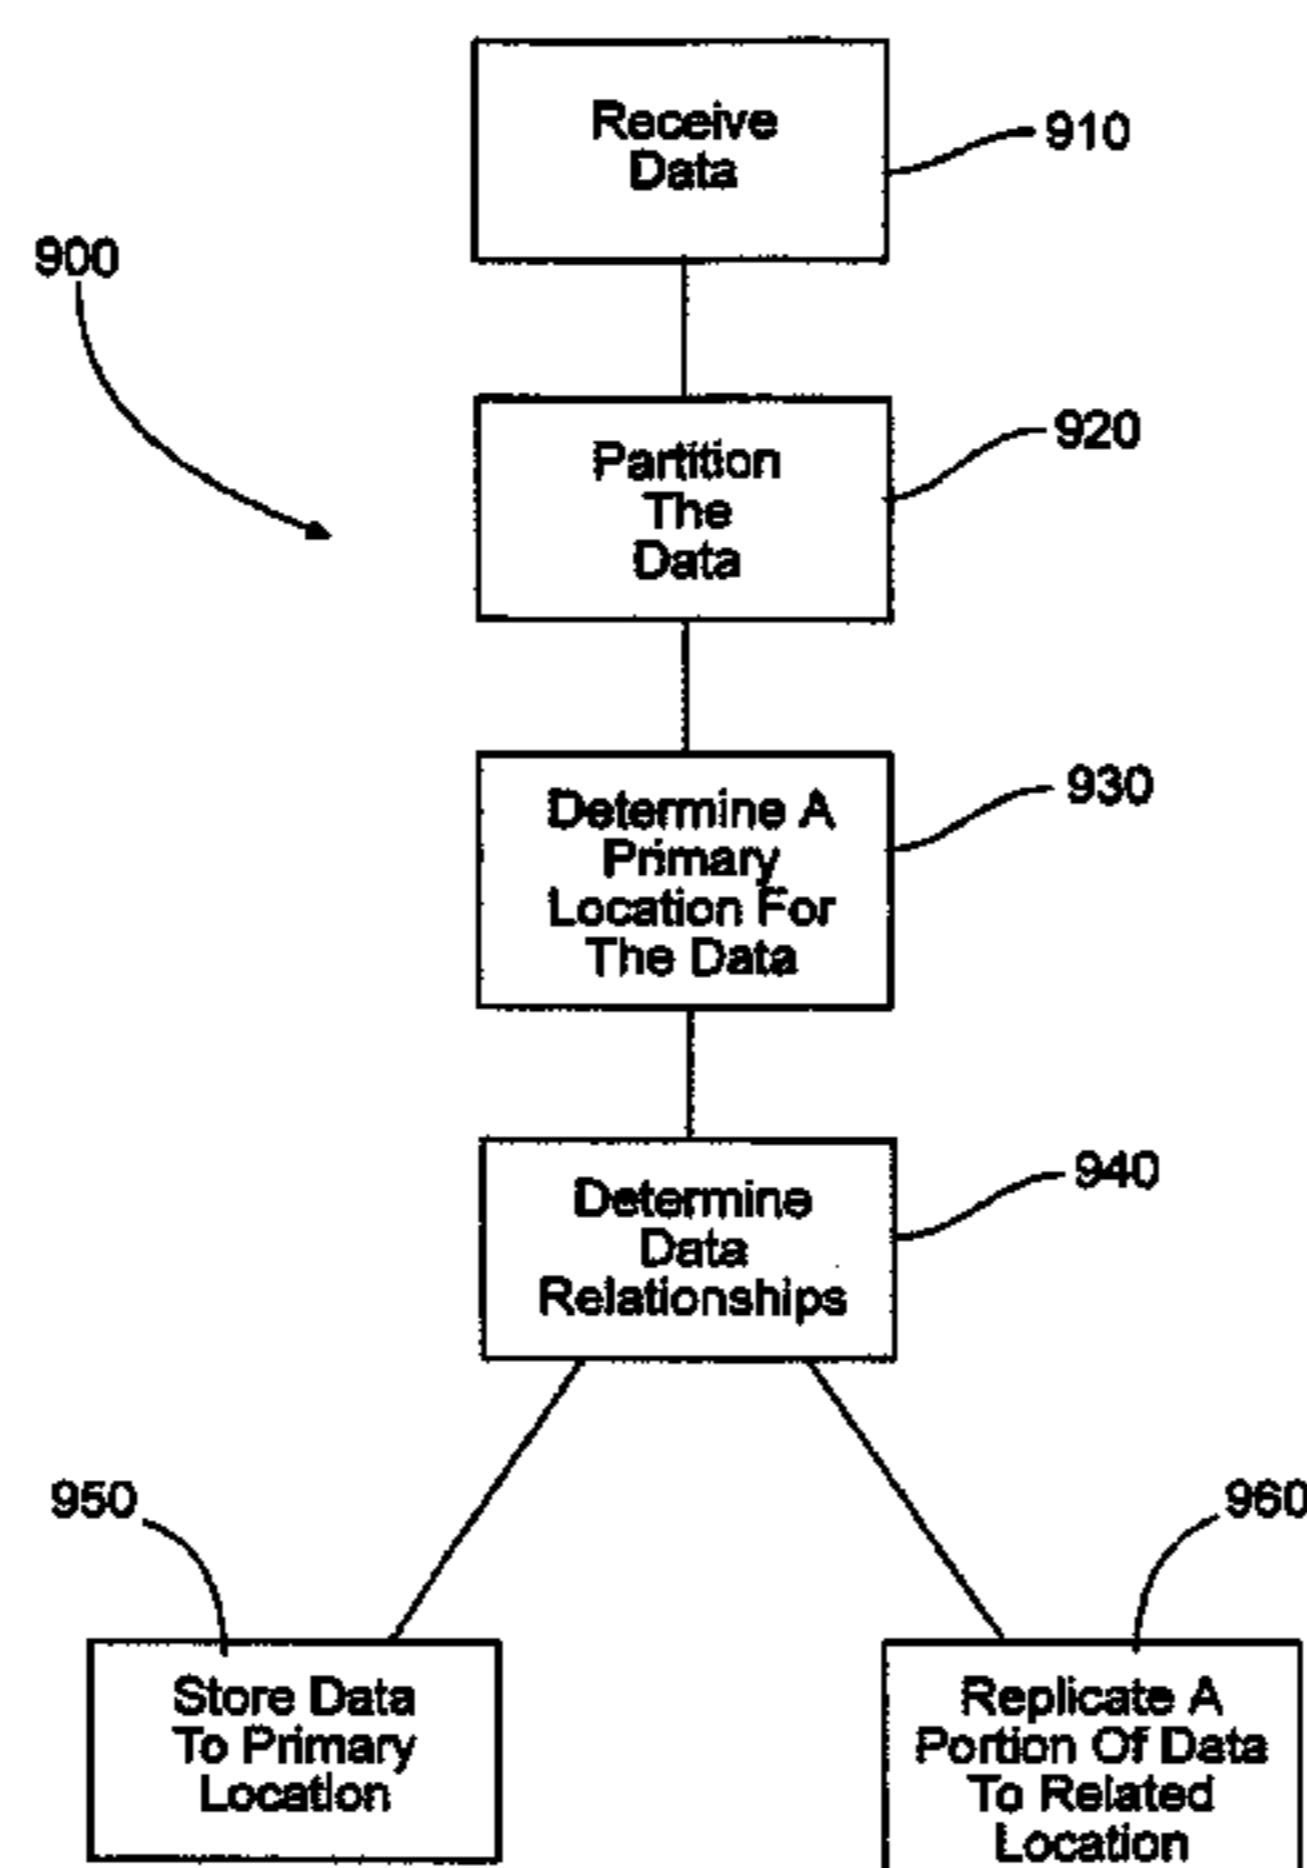 Receive
Data
910
900
Partition
The
Data
920
Determine A
Primary
Location For
The Data
930
Determine
Data
Relationships
940
950
960
Store Data
To Primary
Location
Replicate A
Portion Of Data
To Related
Location